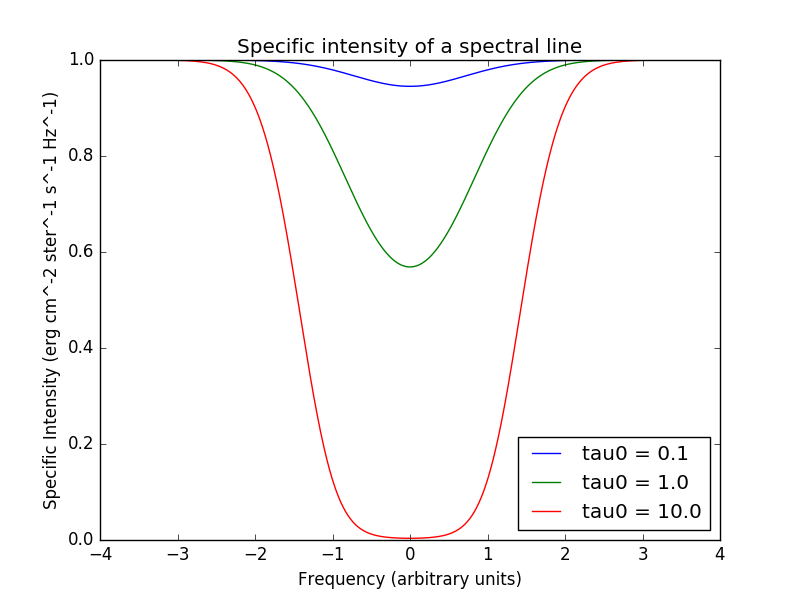 Specific intensity of a spectral line
Specific Intensity (erg cm^-2 ster^-1 s^-1 Hz^-1)
1.0
0.8
0.6
0.4
0.2
0.0
tau0 = 0.1
tau0 = 1.0
tau0 = 10.0
−4 −3 −2 −1 0 1 2 3 4
Frequency (arbitrary units)